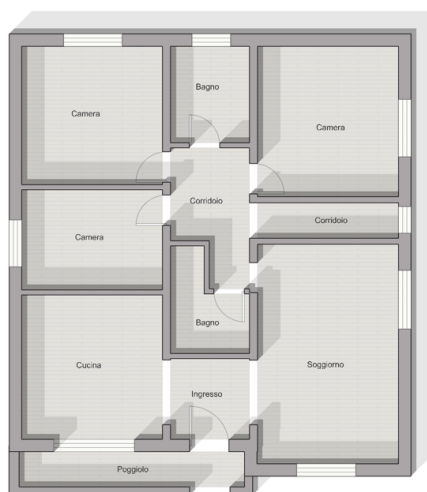 Bagno
Camera
Camera
Corridoio
Corridoio
Camera
Bagno
Cucina
Soggiorno
Ingresso
Poggiolo